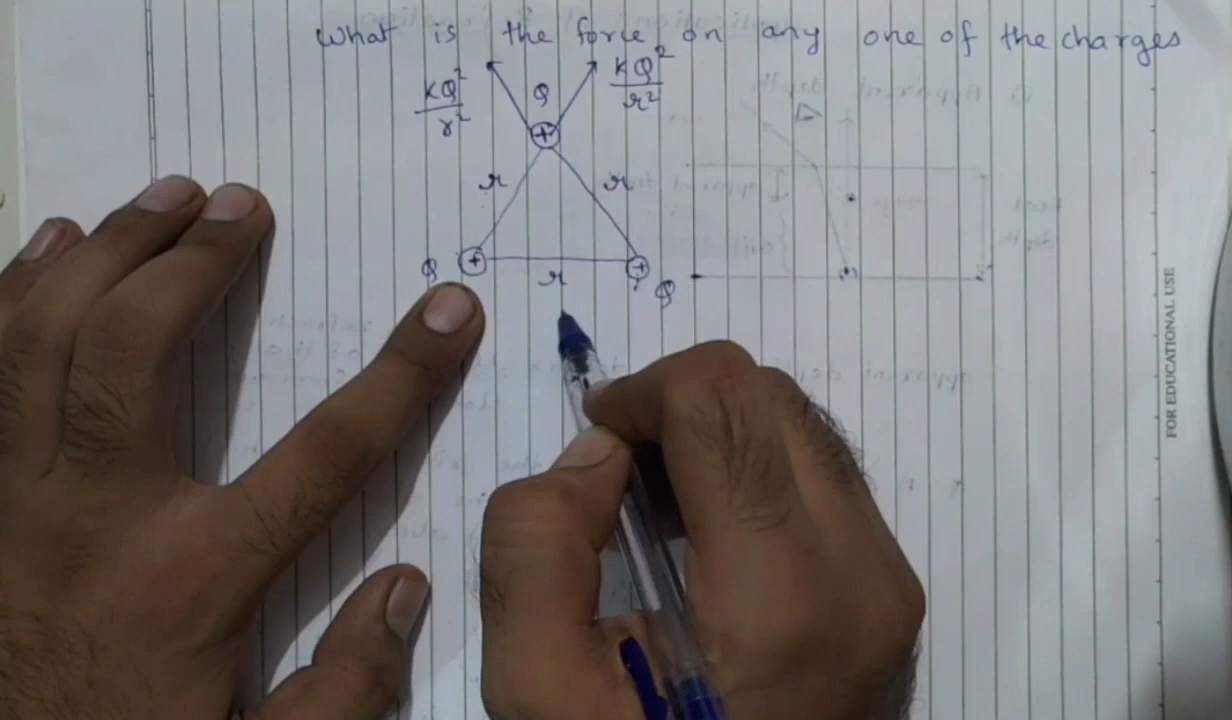 What is the force on any one of the charges
KQ²/r²
Q
KQ²/r²
r
r
Q
r
Q
FOR EDUCATIONAL USE